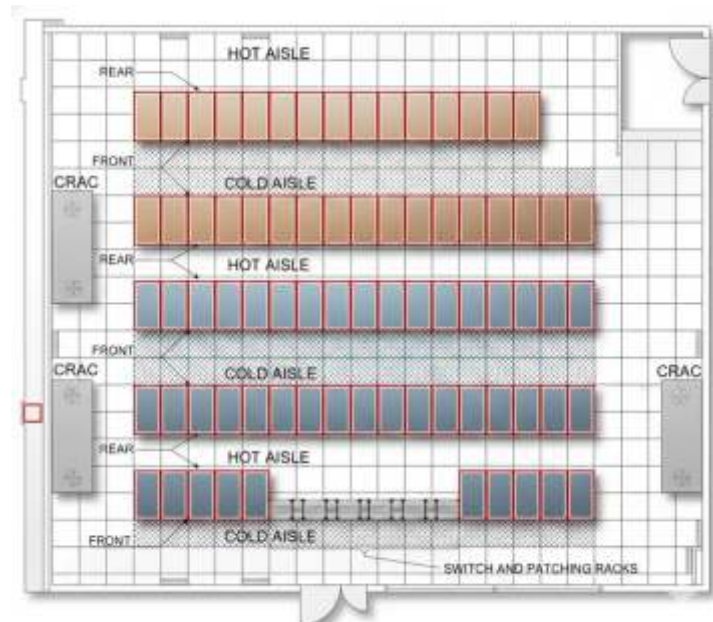 HOT AISLE
REAR
FRONT
COLD AISLE
CRAC
REAR
HOT AISLE
FRONT
CRAC
COLD AISLE
CRAC
REAR
HOT AISLE
FRONT
COLD AISLE
SWITCH AND PATCHING RACKS